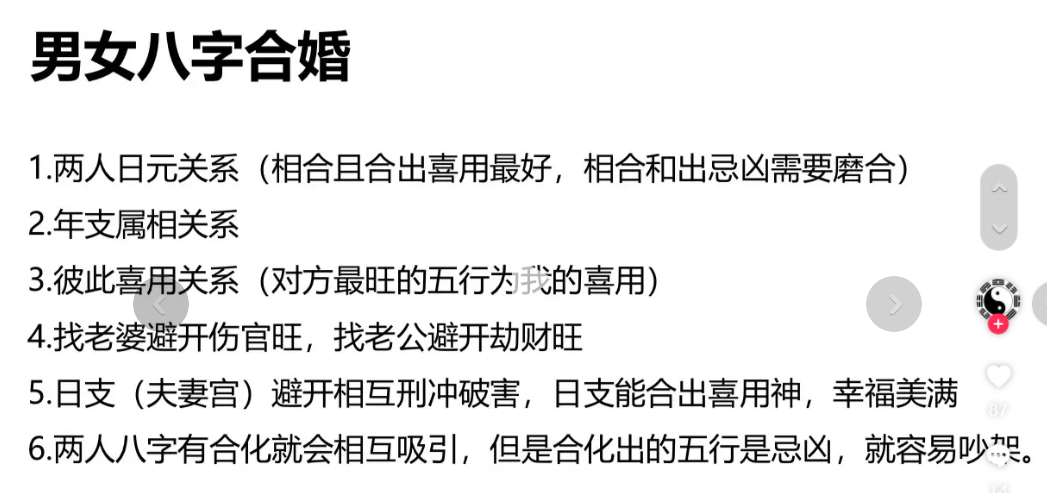 男女八字合婚
1.两人日元关系（相合且合出喜用最好，相合和出忌凶需要磨合）
2.年支属相关系
3.彼此喜用关系（对方最旺的五行为我的喜用）
4.找老婆避开伤官旺，找老公避开劫财旺
5.日支（夫妻宫）避开相互刑冲破害，日支能合出喜用神，幸福美满
6.两人八字有合化就会相互吸引，但是合化出的五行是忌凶，就容易吵架。
87